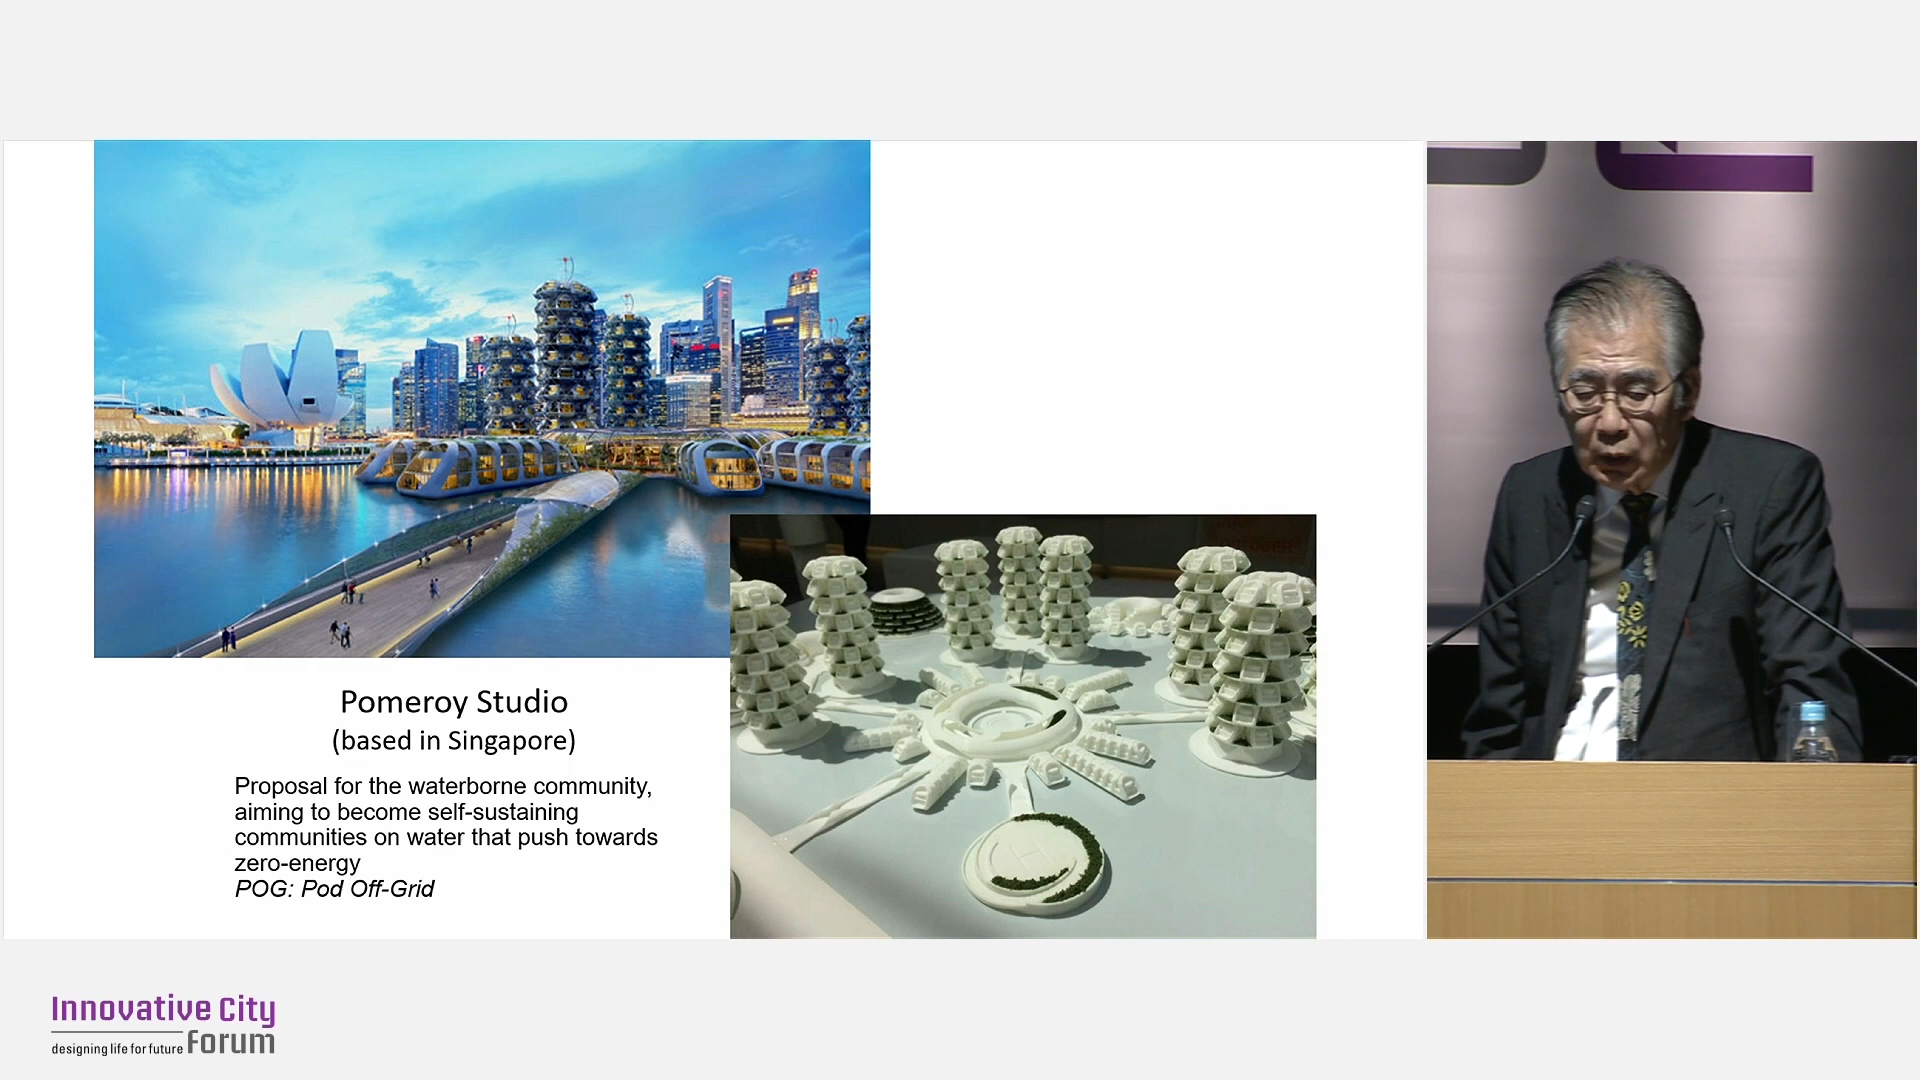 Pomeroy Studio
(based in Singapore)
Proposal for the waterborne community,
aiming to become self-sustaining
communities on water that push towards
zero-energy
POG: Pod Off-Grid
Innovative City
Forum
designing life for future